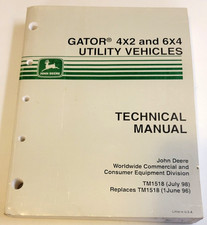 GATOR® 4X2 and 6X4
UTILITY VEHICLES
JOHN DEERE
TECHNICAL
MANUAL
John Deere
Worldwide Commercial and
Consumer Equipment Division
TM1518 (July 98)
Replaces TM1518 (1June 96)